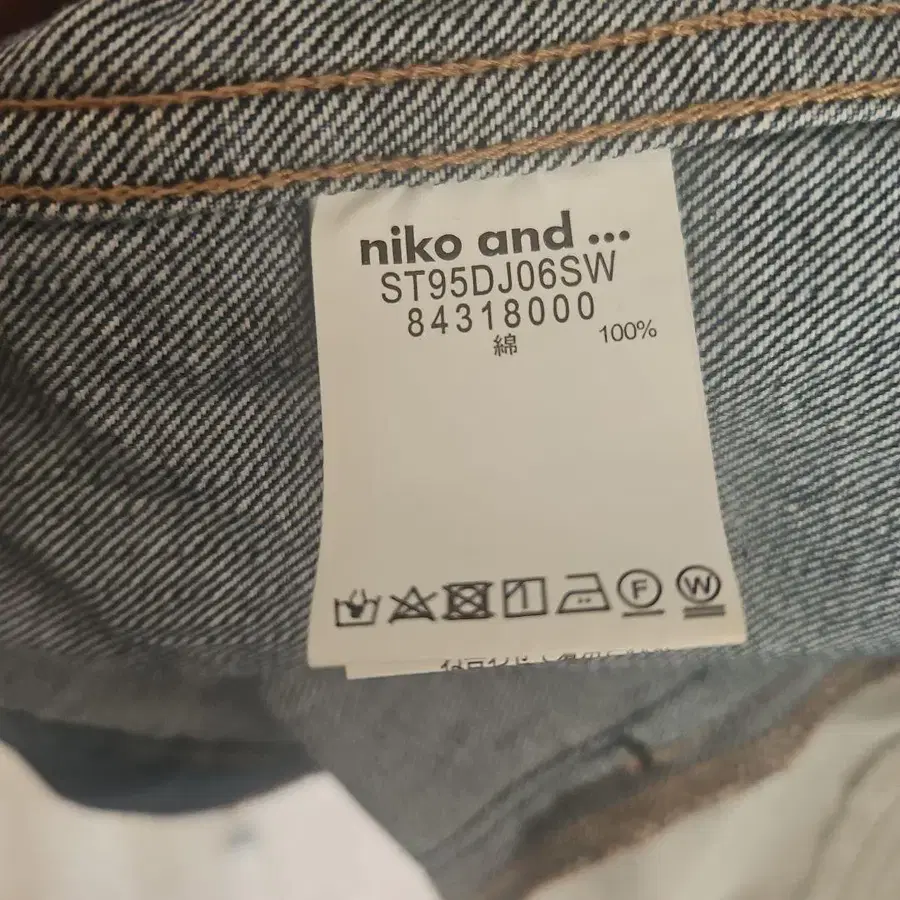 niko and ...
ST95DJ06SW
84318000
綿 100%
F W